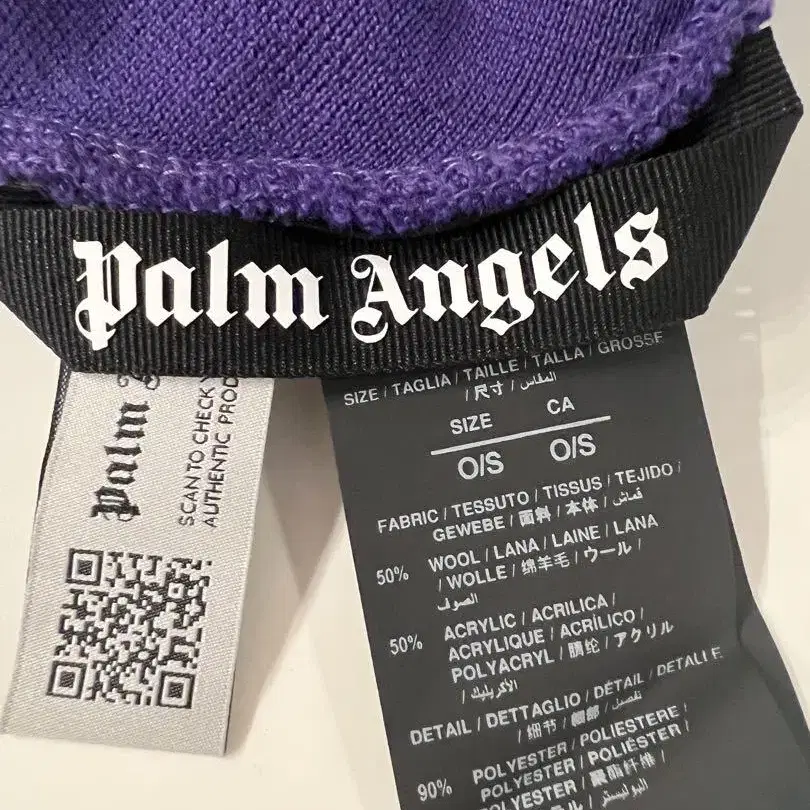 Palm Angels
Palm
SCAN TO CHECK
AUTHENTIC PROD
SIZE / TAGLIA / TAILLE / TALLA / GROSSE
/ 尺寸 / المقاس
SIZE CA
O/S O/S
FABRIC / TESSUTO / TISSUS / TEJIDO /
GEWEBE / 面料 / 本体 / قماش
50% WOOL / LANA / LAINE / LANA
/ WOLLE / 绵羊毛 / ウール /
الصوف
50% ACRYLIC / ACRILICA /
ACRYLIQUE / ACRÍLICO /
POLYACRYL / 腈纶 / アクリル
/ الأكريليك
DETAIL / DETTAGLIO / DÉTAIL / DETALLE
/ 细节 / 細部 / تفصيل
90% POLYESTER / POLIESTERE /
POLYESTER / POLIÉSTER /
POLYESTER / 聚酯纤维 /
البوليستر